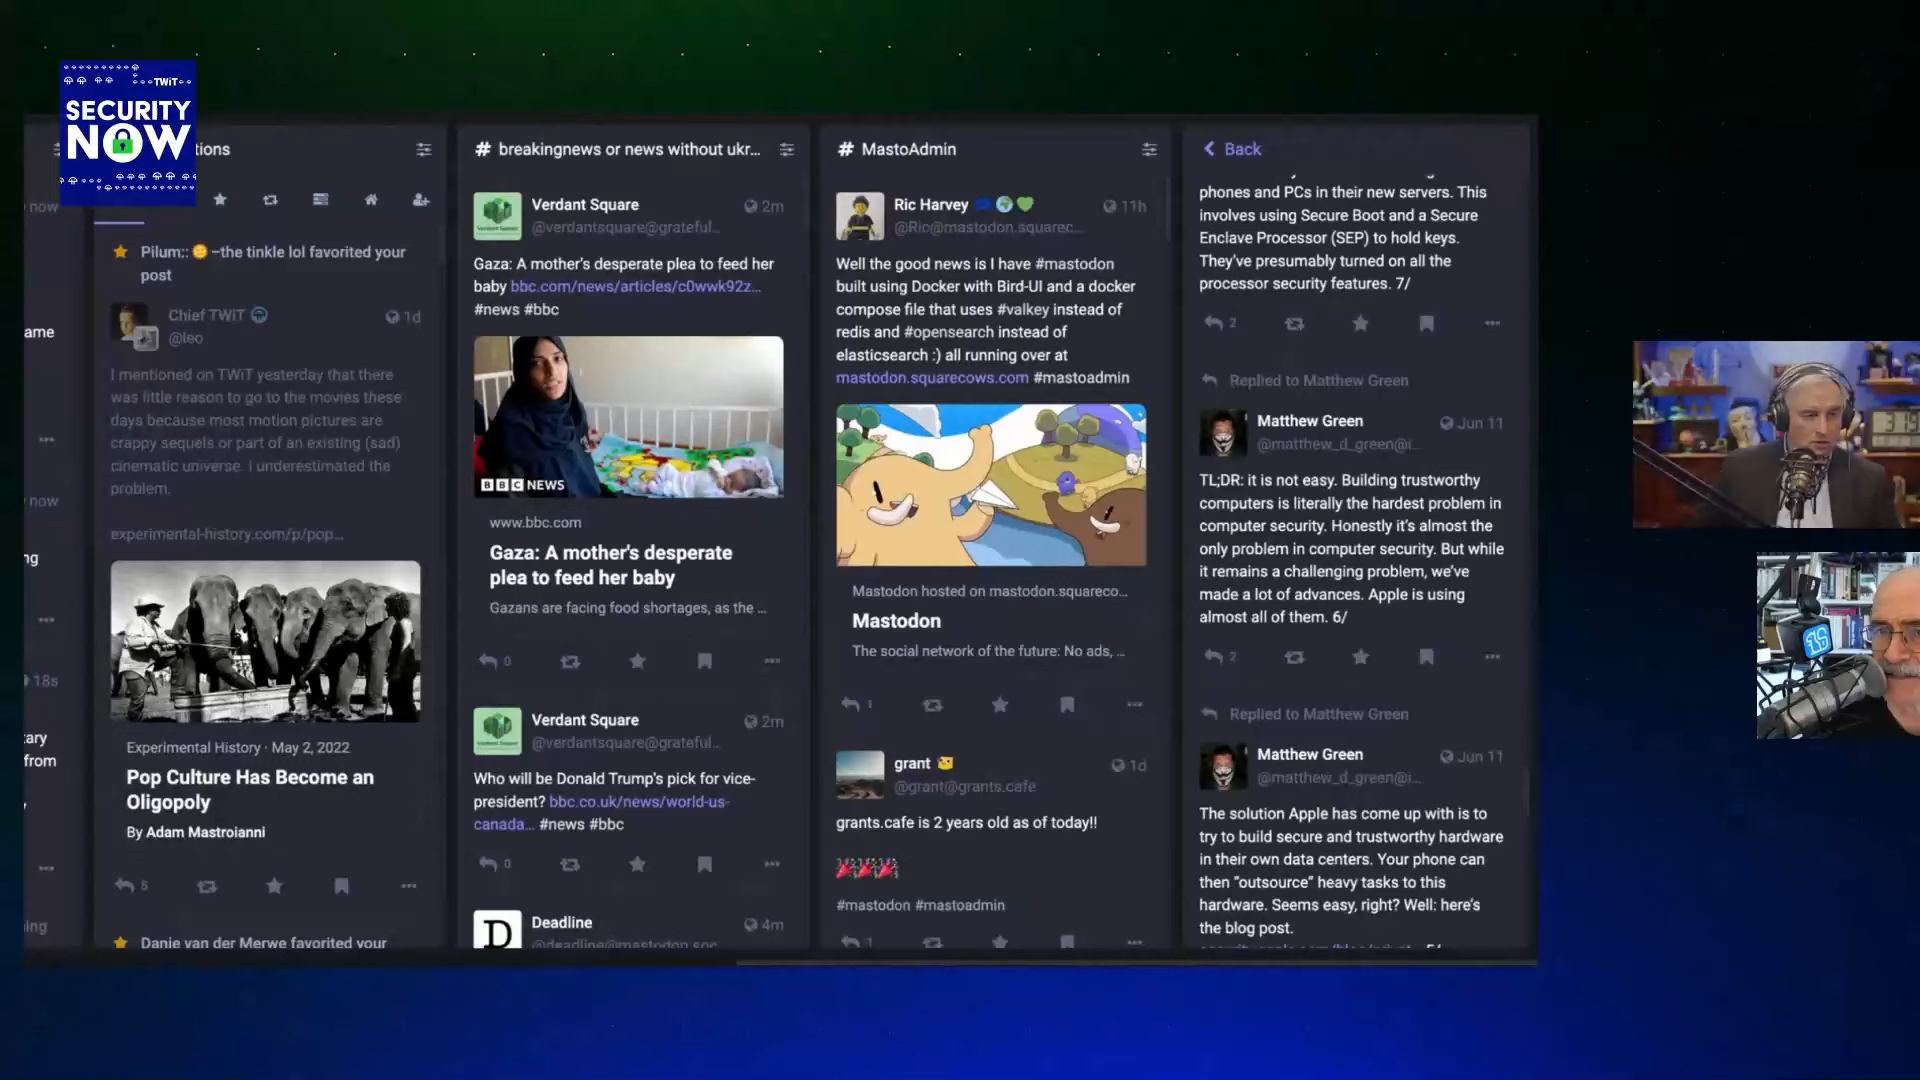 TWiT
SECURITY
NOW
tions
now
Pilum:: –the tinkle lol favorited your
post
Chief TWiT
1d
@leo
ame
I mentioned on TWiT yesterday that there
was little reason to go to the movies these
days because most motion pictures are
crappy sequels or part of an existing (sad)
cinematic universe. I underestimated the
problem.
now
experimental-history.com/p/pop…
ng
18s
tary
from
Experimental History · May 2, 2022
Pop Culture Has Become an
Oligopoly
By Adam Mastroianni
5
ing
Danie van der Merwe favorited your
# breakingnews or news without ukr...
Verdant Square
2m
@verdantsquare@grateful...
Gaza: A mother's desperate plea to feed her
baby bbc.com/news/articles/c0wwk92z…
#news #bbc
BBC NEWS
www.bbc.com
Gaza: A mother's desperate
plea to feed her baby
Gazans are facing food shortages, as the ...
0
Verdant Square
2m
@verdantsquare@grateful...
Who will be Donald Trump's pick for vice-
president? bbc.co.uk/news/world-us-
canada… #news #bbc
0
D
Deadline
4m
@deadline@mastodon.soc
# MastoAdmin
Ric Harvey
11h
@Ric@mastodon.squarec...
Well the good news is I have #mastodon
built using Docker with Bird-UI and a docker
compose file that uses #valkey instead of
redis and #opensearch instead of
elasticsearch :) all running over at
mastodon.squarecows.com #mastoadmin
Mastodon hosted on mastodon.squareco...
Mastodon
The social network of the future: No ads, ...
1
grant
1d
@grant@grants.cafe
grants.cafe is 2 years old as of today!!
#mastodon #mastoadmin
1
Back
phones and PCs in their new servers. This
involves using Secure Boot and a Secure
Enclave Processor (SEP) to hold keys.
They've presumably turned on all the
processor security features. 7/
2
Replied to Matthew Green
Matthew Green
Jun 11
@matthew_d_green@i...
TL;DR: it is not easy. Building trustworthy
computers is literally the hardest problem in
computer security. Honestly it's almost the
only problem in computer security. But while
it remains a challenging problem, we've
made a lot of advances. Apple is using
almost all of them. 6/
2
Replied to Matthew Green
Matthew Green
Jun 11
@matthew_d_green@i...
The solution Apple has come up with is to
try to build secure and trustworthy hardware
in their own data centers. Your phone can
then "outsource" heavy tasks to this
hardware. Seems easy, right? Well: here's
the blog post.